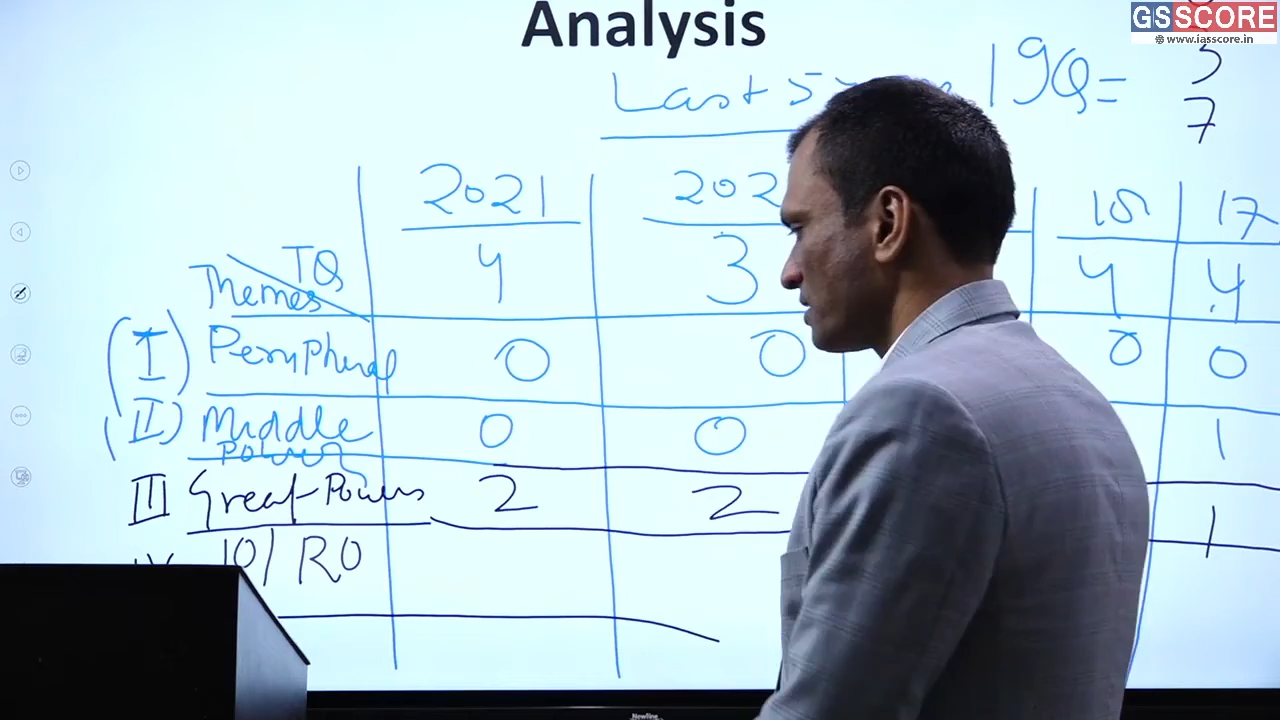 GSSCORE
www.iasscore.in
Analysis
Last 5
19Q=
5
7
2021
202
18
17
TQ
Themes
4
3
4
4
(I) Peripheral
0
0
0
0
(II) Middle Power
0
0
1
III Great Powers
2
2
1
IO/RO
Newline